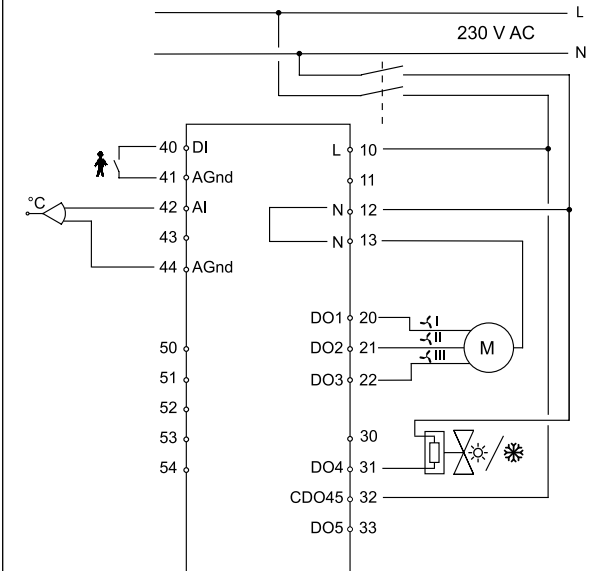 L
230 V AC
N
40 DI
L 10
41 AGnd
11
°C
42 AI
N 12
43
N 13
44 AGnd
DO1 20
I
50
DO2 21
II
M
51
DO3 22
III
52
53
30
54
DO4 31
CDO45 32
DO5 33